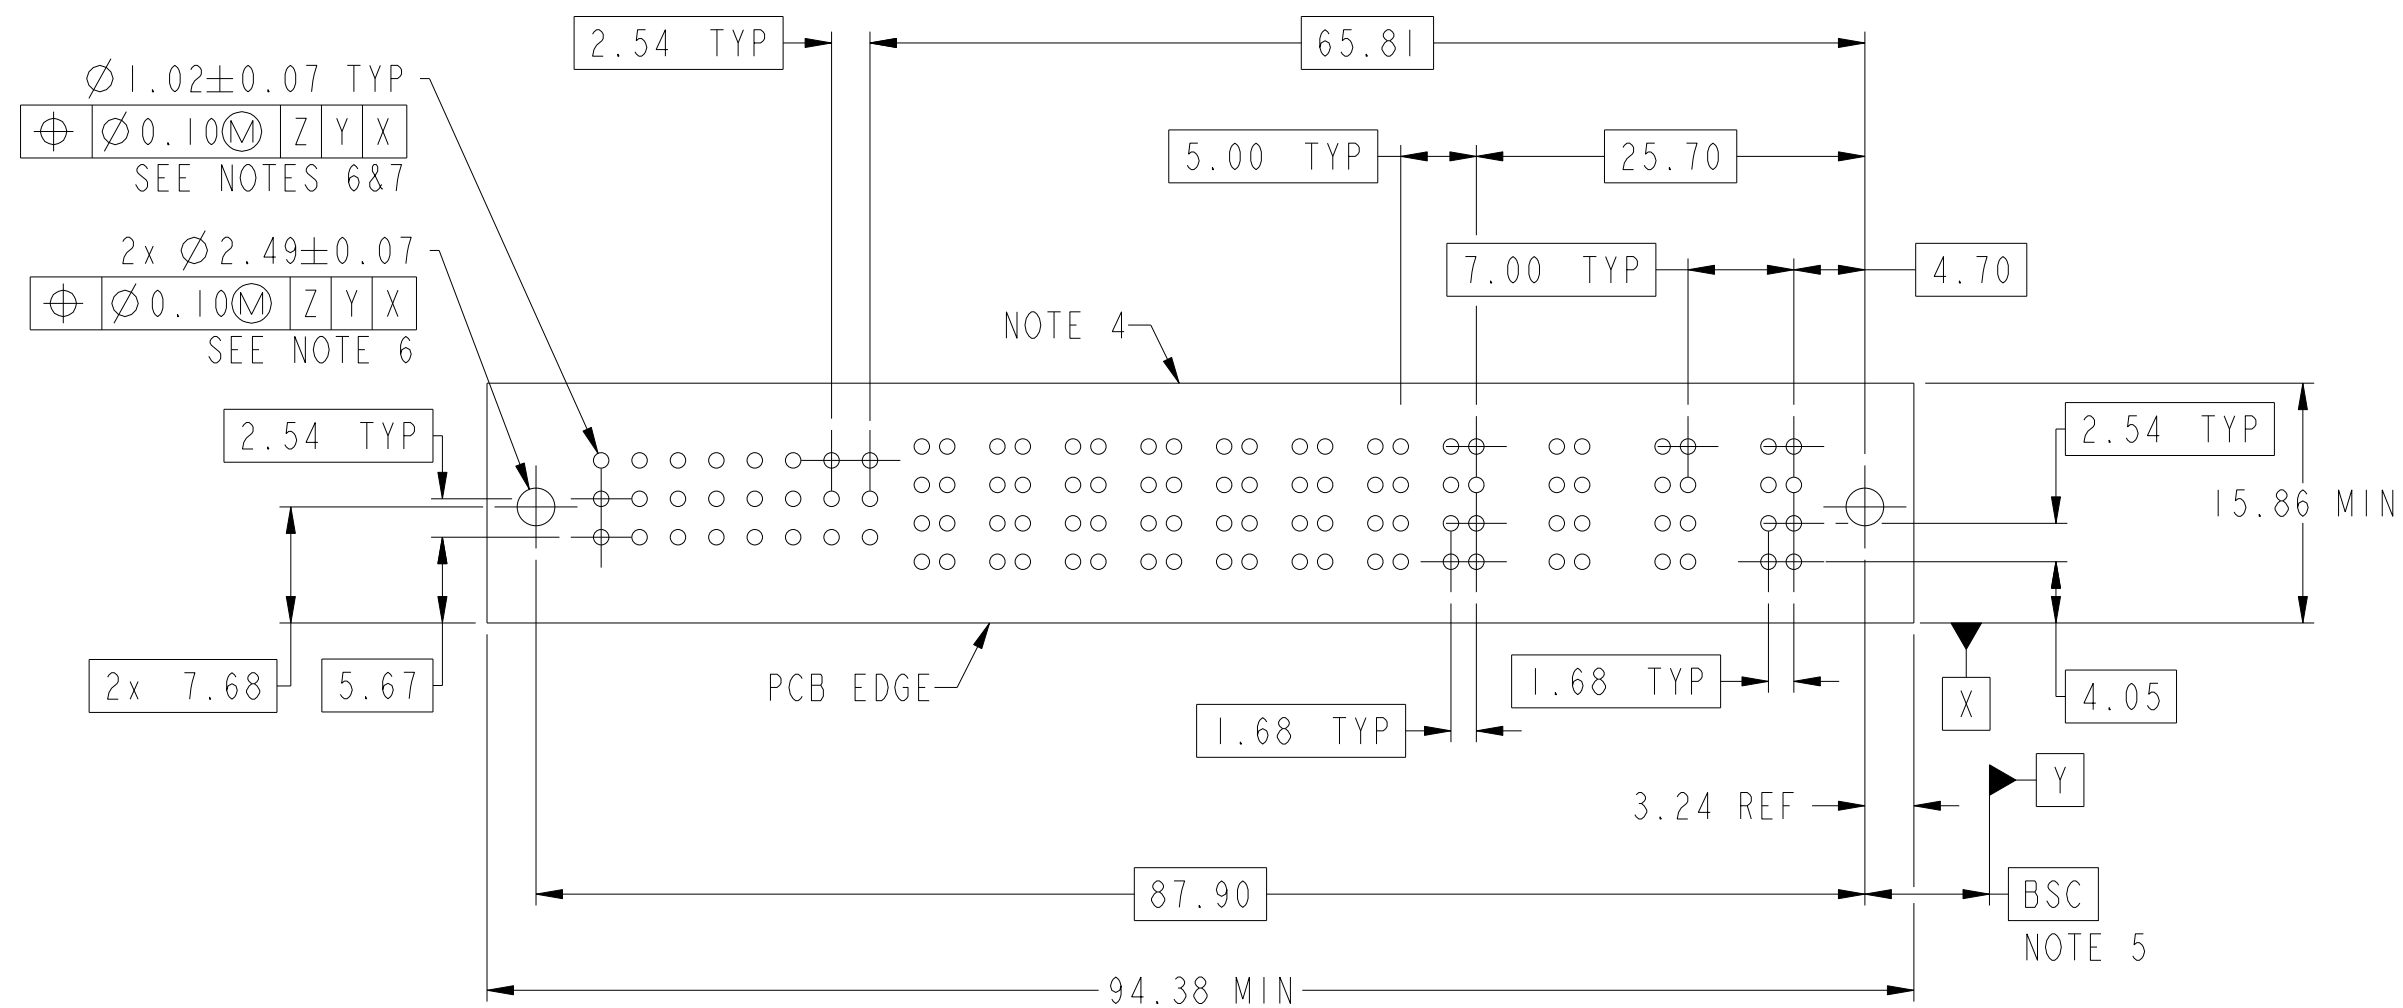 2.54 TYP
65.81
Ø1.02±0.07 TYP
⌖ Ø0.10Ⓜ Z Y X
SEE NOTES 6&7
5.00 TYP
25.70
2x Ø2.49±0.07
⌖ Ø0.10Ⓜ Z Y X
SEE NOTE 6
7.00 TYP
4.70
NOTE 4
2.54 TYP
2.54 TYP
15.86 MIN
2x 7.68
5.67
PCB EDGE
1.68 TYP
1.68 TYP
X
4.05
Y
3.24 REF
87.90
BSC
NOTE 5
94.38 MIN